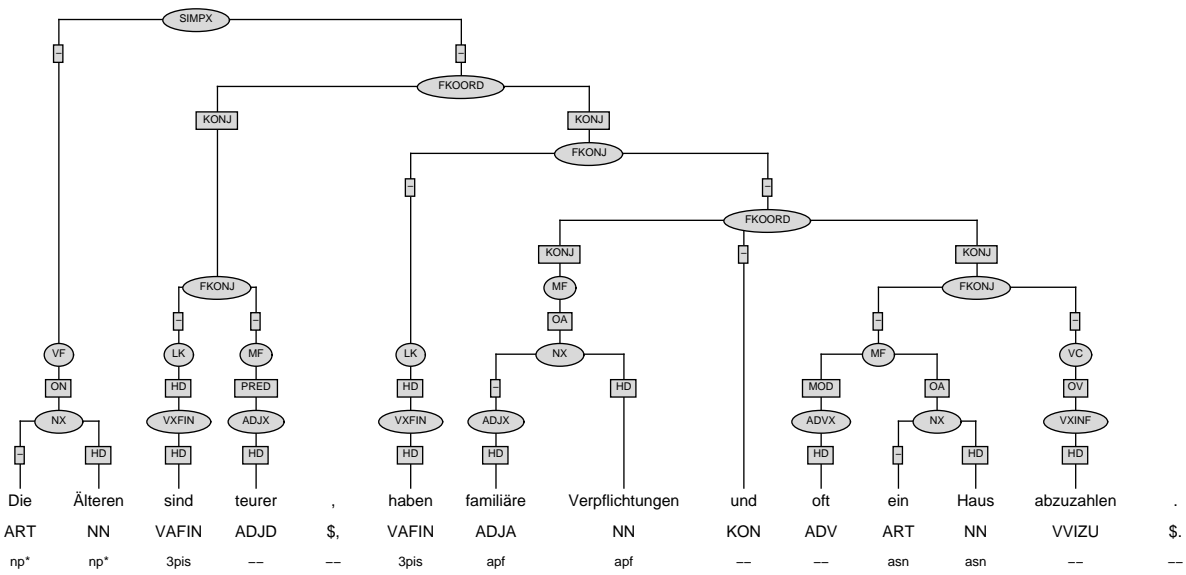 SIMPX
– –
FKOORD
KONJ KONJ
FKONJ
– –
FKOORD
KONJ – KONJ
FKONJ MF FKONJ
– – OA – –
VF LK MF LK NX MF VC
ON HD PRED HD – HD MOD OA OV
NX VXFIN ADJX VXFIN ADJX ADVX NX VXINF
– HD HD HD HD HD HD – HD HD
Die Älteren sind teurer , haben familiäre Verpflichtungen und oft ein Haus abzuzahlen .
ART NN VAFIN ADJD $, VAFIN ADJA NN KON ADV ART NN VVIZU $.
np* np* 3pis –– –– 3pis apf apf –– –– asn asn –– ––